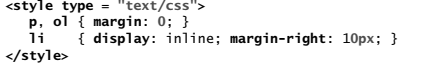 <style type = "text/css">
p, ol { margin: 0; }
li { display: inline; margin-right: 10px; }
</style>